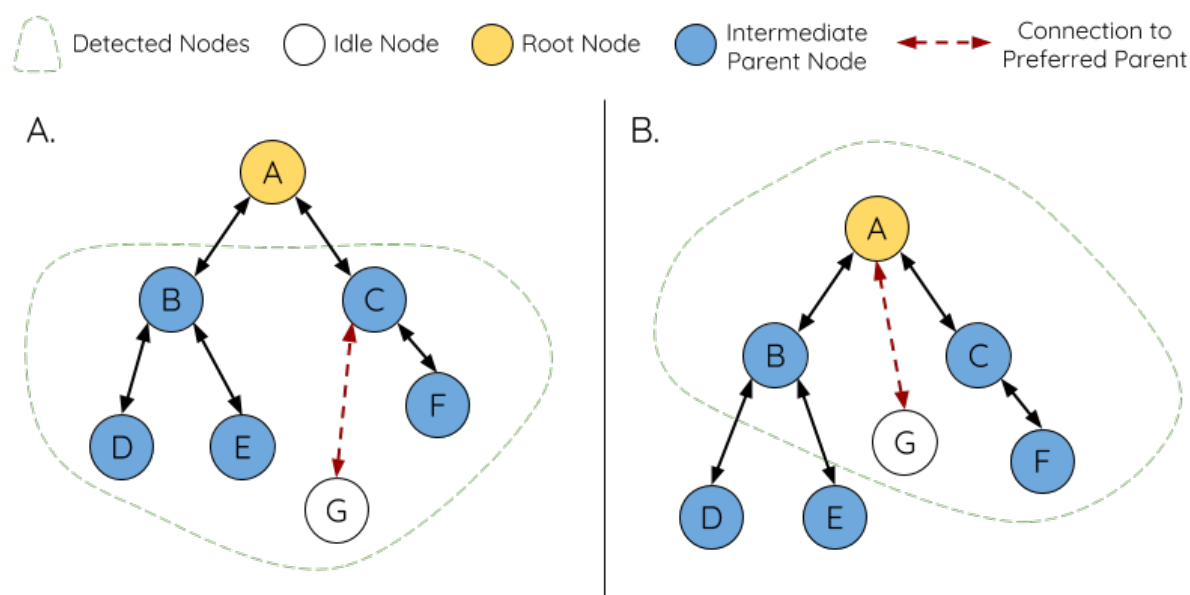 Detected Nodes
Idle Node
Root Node
Intermediate
Parent Node
Connection to
Preferred Parent
A.
A
B
C
D
E
F
G
B.
A
B
C
G
F
D
E